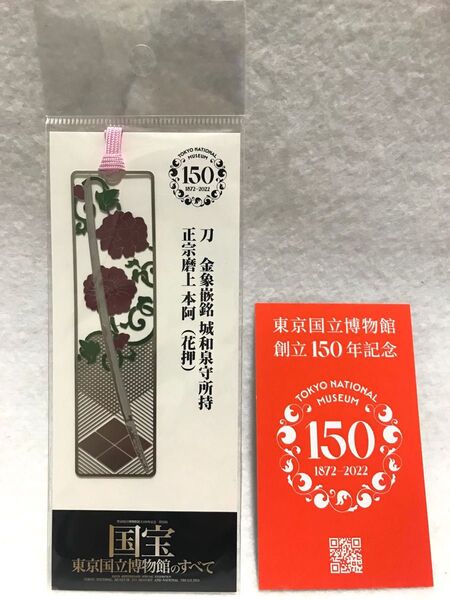 TOKYO NATIONAL
MUSEUM
150
1872–2022
刀 金象嵌銘 城和泉守所持
正宗磨上 本阿（花押）
国宝
東京国立博物館のすべて
東京国立博物館
創立150年記念
TOKYO NATIONAL
MUSEUM
150
1872–2022